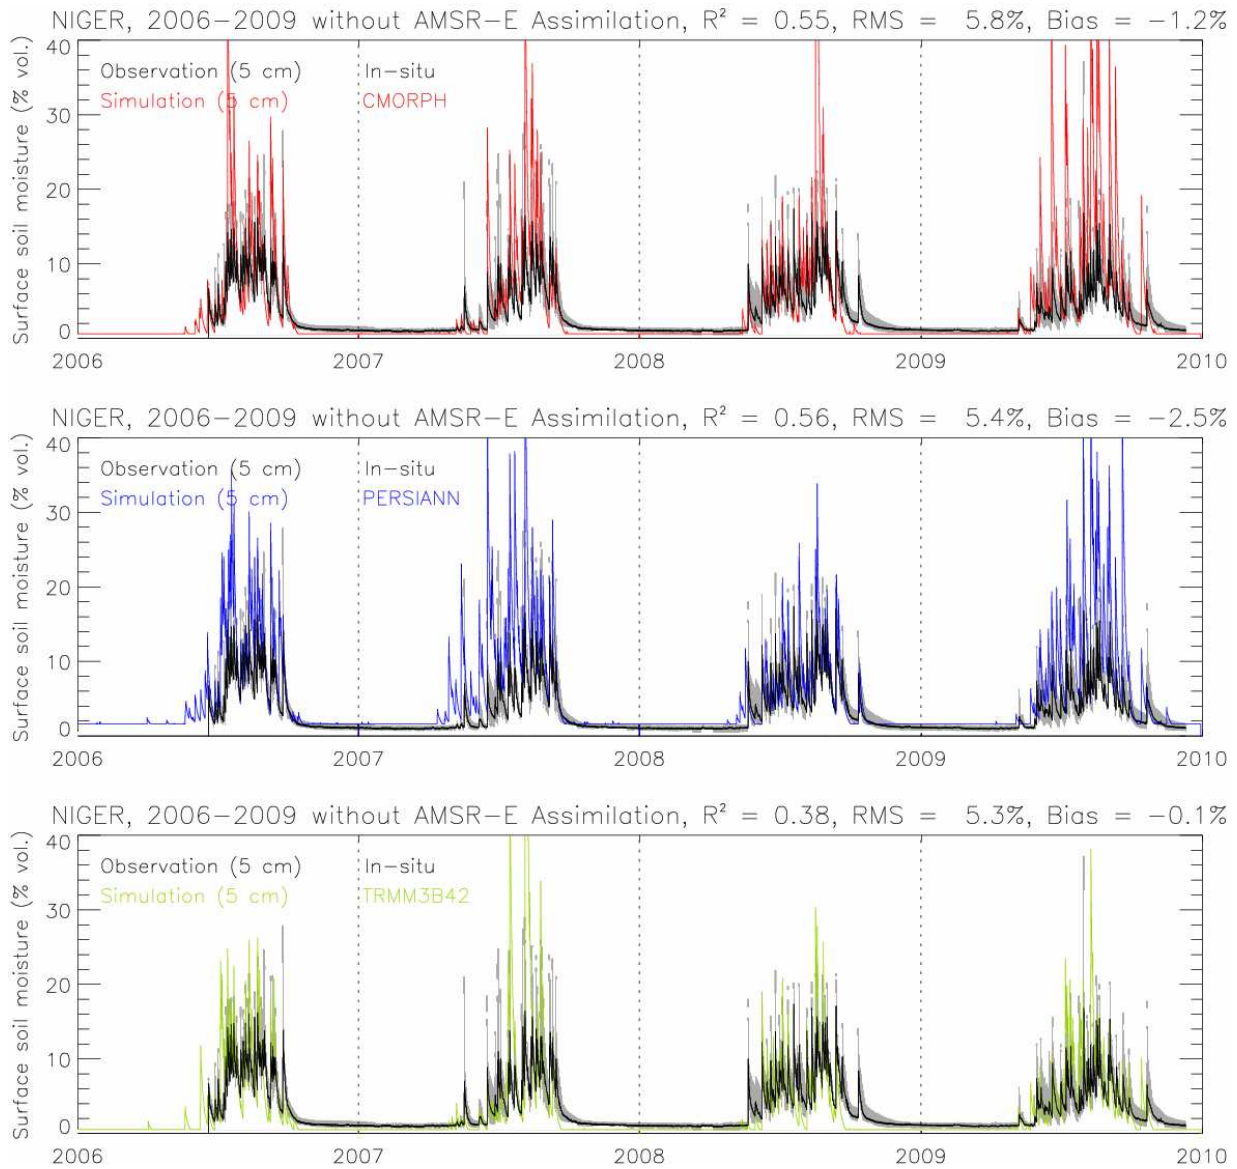 NIGER, 2006−2009 without AMSR−E Assimilation, R² = 0.55, RMS = 5.8%, Bias = −1.2%
Surface soil moisture (% vol.)
40
30
20
10
0
Observation (5 cm) In−situ
Simulation (5 cm) CMORPH
2006 2007 2008 2009 2010
NIGER, 2006−2009 without AMSR−E Assimilation, R² = 0.56, RMS = 5.4%, Bias = −2.5%
Surface soil moisture (% vol.)
40
30
20
10
0
Observation (5 cm) In−situ
Simulation (5 cm) PERSIANN
2006 2007 2008 2009 2010
NIGER, 2006−2009 without AMSR−E Assimilation, R² = 0.38, RMS = 5.3%, Bias = −0.1%
Surface soil moisture (% vol.)
40
30
20
10
0
Observation (5 cm) In−situ
Simulation (5 cm) TRMM3B42
2006 2007 2008 2009 2010